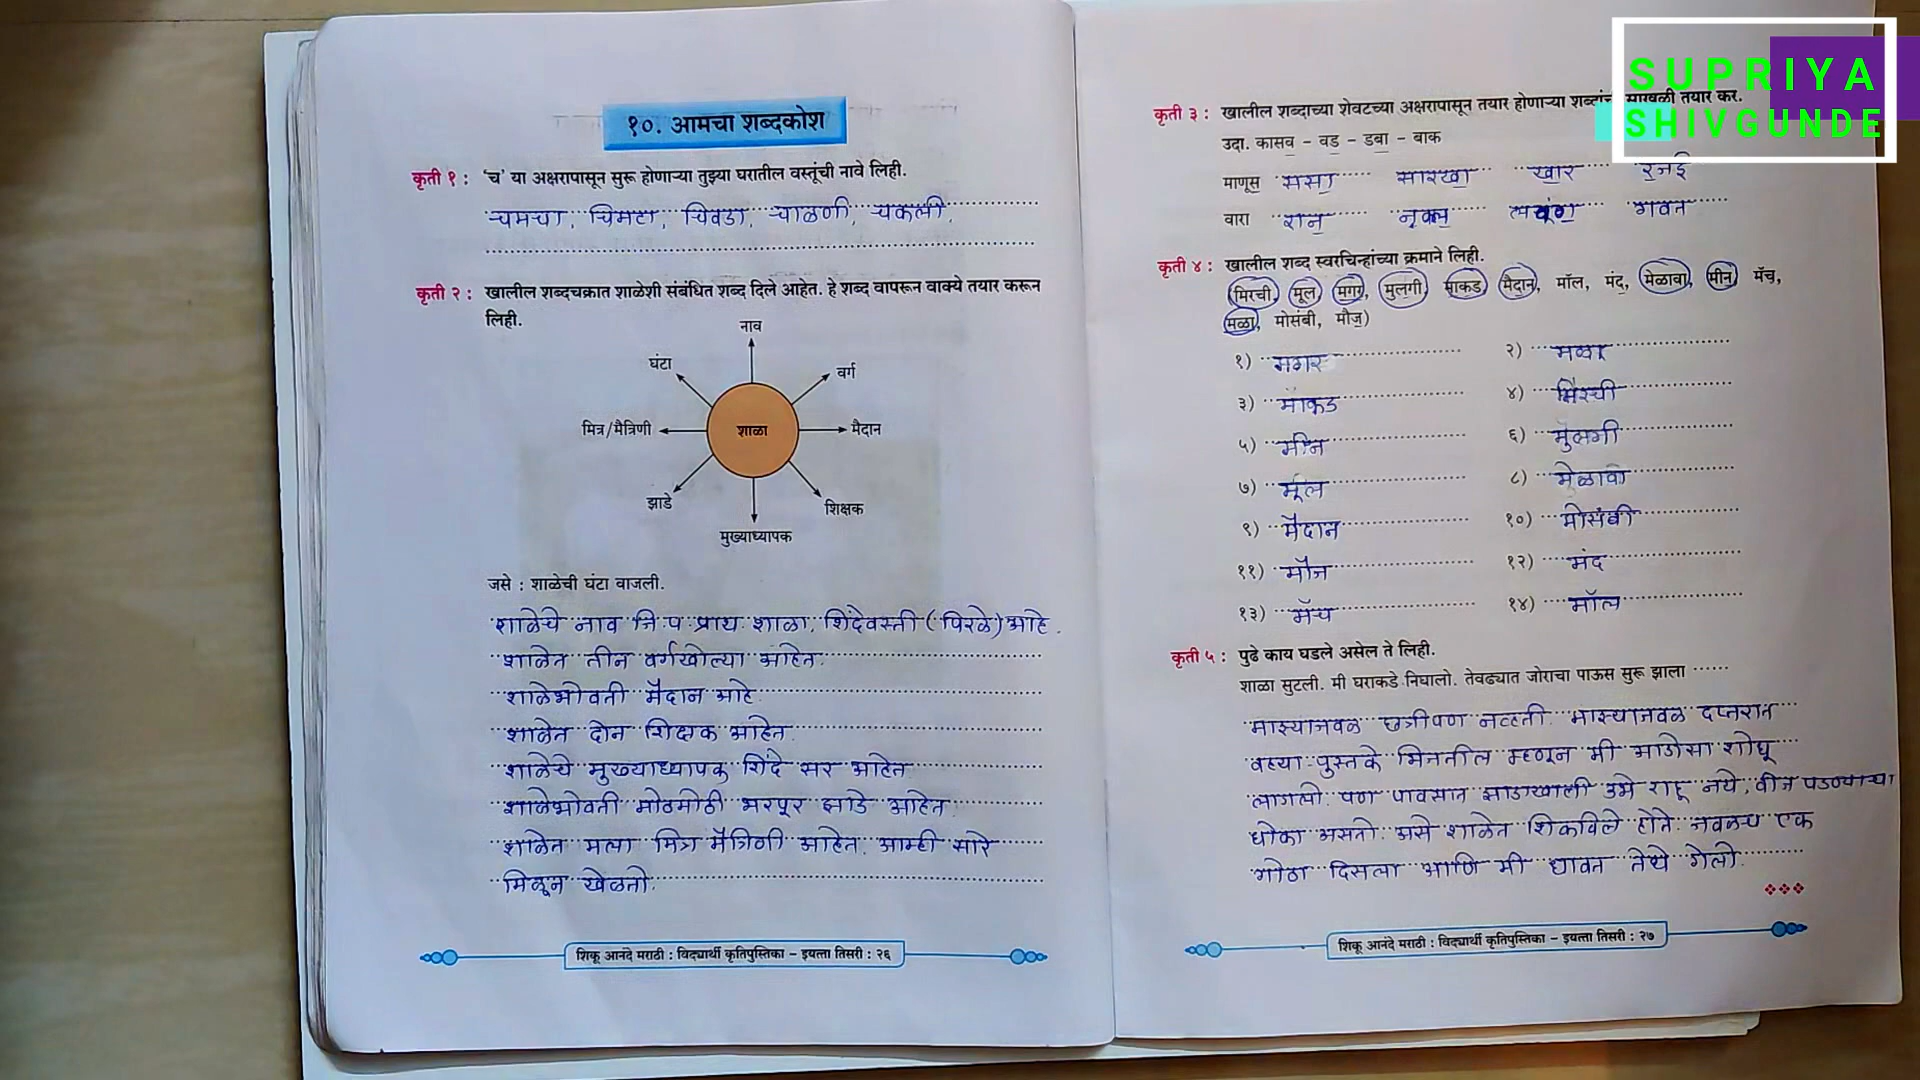 १०. आमचा शब्दकोश
कृती १ : 'च' या अक्षरापासून सुरू होणाऱ्या तुझ्या घरातील वस्तूंची नावे लिही.
चमचा, चिमटा, चिवडा, चाळणी, चकली.
कृती २ : खालील शब्दचक्रात शाळेशी संबंधित शब्द दिले आहेत. हे शब्द वापरून वाक्ये तयार करून
लिही.
नाव
घंटा
वर्ग
मित्र/मैत्रिणी
शाळा
मैदान
झाडे
शिक्षक
मुख्याध्यापक
जसे : शाळेची घंटा वाजली.
शाळेचे नाव जि.प.प्राथ शाळा, शिंदेवस्ती (पिरळे) आहे.
शाळेत तीन वर्गखोल्या आहेत.
शाळेभोवती मैदान आहे.
शाळेत दोन शिक्षक आहेत.
शाळेचे मुख्याध्यापक शिंदे सर आहेत
शाळेभोवती मोठमोठी भरपूर झाडे आहेत.
शाळेत मला मित्र मैत्रिणी आहेत. आम्ही सारे
मिळून खेळतो.
शिकू आनंदे मराठी : विद्यार्थी कृतिपुस्तिका - इयत्ता तिसरी : २६
SUPRIYA
SHIVGUNDE
कृती ३ : खालील शब्दाच्या शेवटच्या अक्षरापासून तयार होणाऱ्या शब्दांची साखळी तयार कर.
उदा. कासव - वड - डबा - बाक
माणूस ससा सारखा खार रजई
वारा रान गवत
कृती ४ : खालील शब्द स्वरचिन्हांच्या क्रमाने लिही.
(मिरची, मूल, मगर, मुलगी, माकड, मैदान, मॉल, मंद, मेळावा, मीन, मॅच,
मळा, मोसंबी, मौज)
१) मगर २) मळा
३) माकड ४) मिरची
५) मीन ६) मुलगी
७) मूल ८) मेळावा
९) मैदान १०) मोसंबी
११) मौज १२) मंद
१३) मॅच १४) मॉल
कृती ५ : पुढे काय घडले असेल ते लिही.
शाळा सुटली. मी घराकडे निघालो. तेवढ्यात जोराचा पाऊस सुरू झाला
माझ्याजवळ छत्रीपण नव्हती. माझ्याजवळ दप्तरात
वह्या पुस्तके भिजतील म्हणून मी आडोसा शोधू
लागलो. पण पावसात झाडाखाली उभे राहू नये, वीज पडण्याचा
धोका असतो. असे शाळेत शिकविले होते. जवळच एक
गोठा दिसला आणि मी धावत तेथे गेलो.
शिकू आनंदे मराठी : विद्यार्थी कृतिपुस्तिका - इयत्ता तिसरी : २७